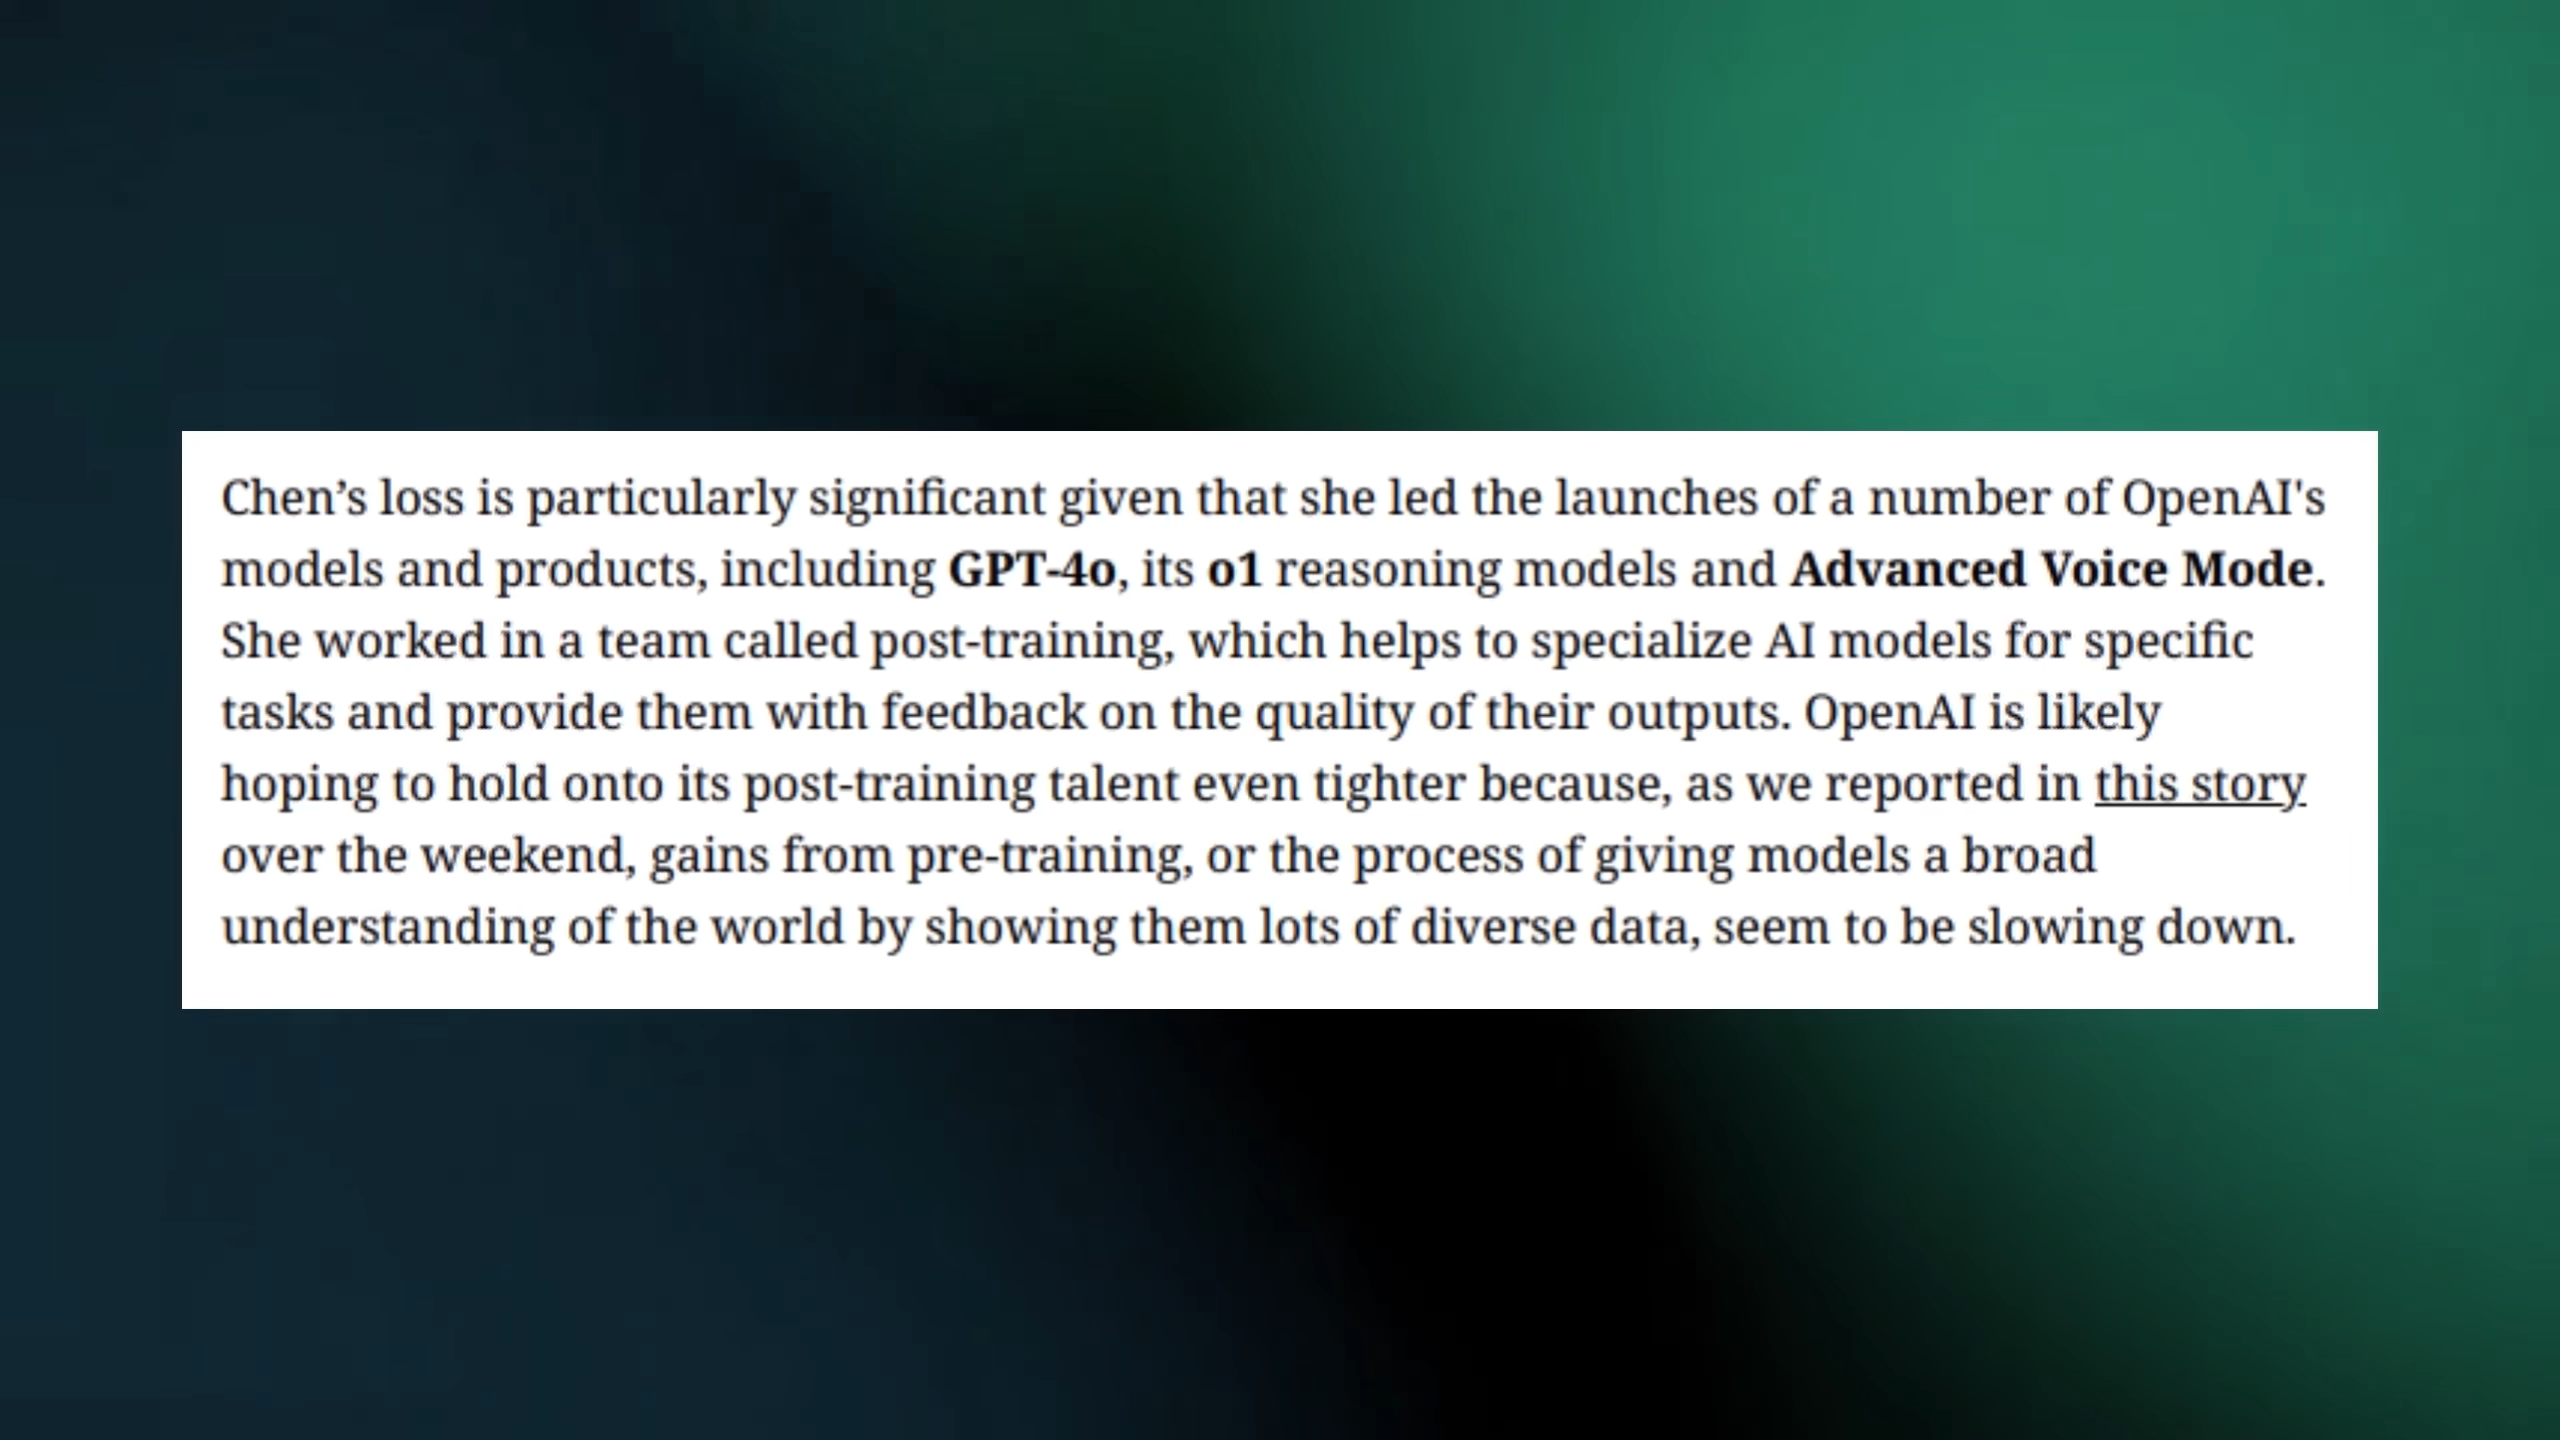 Chen’s loss is particularly significant given that she led the launches of a number of OpenAI's
models and products, including GPT-4o, its o1 reasoning models and Advanced Voice Mode.
She worked in a team called post-training, which helps to specialize AI models for specific
tasks and provide them with feedback on the quality of their outputs. OpenAI is likely
hoping to hold onto its post-training talent even tighter because, as we reported in this story
over the weekend, gains from pre-training, or the process of giving models a broad
understanding of the world by showing them lots of diverse data, seem to be slowing down.